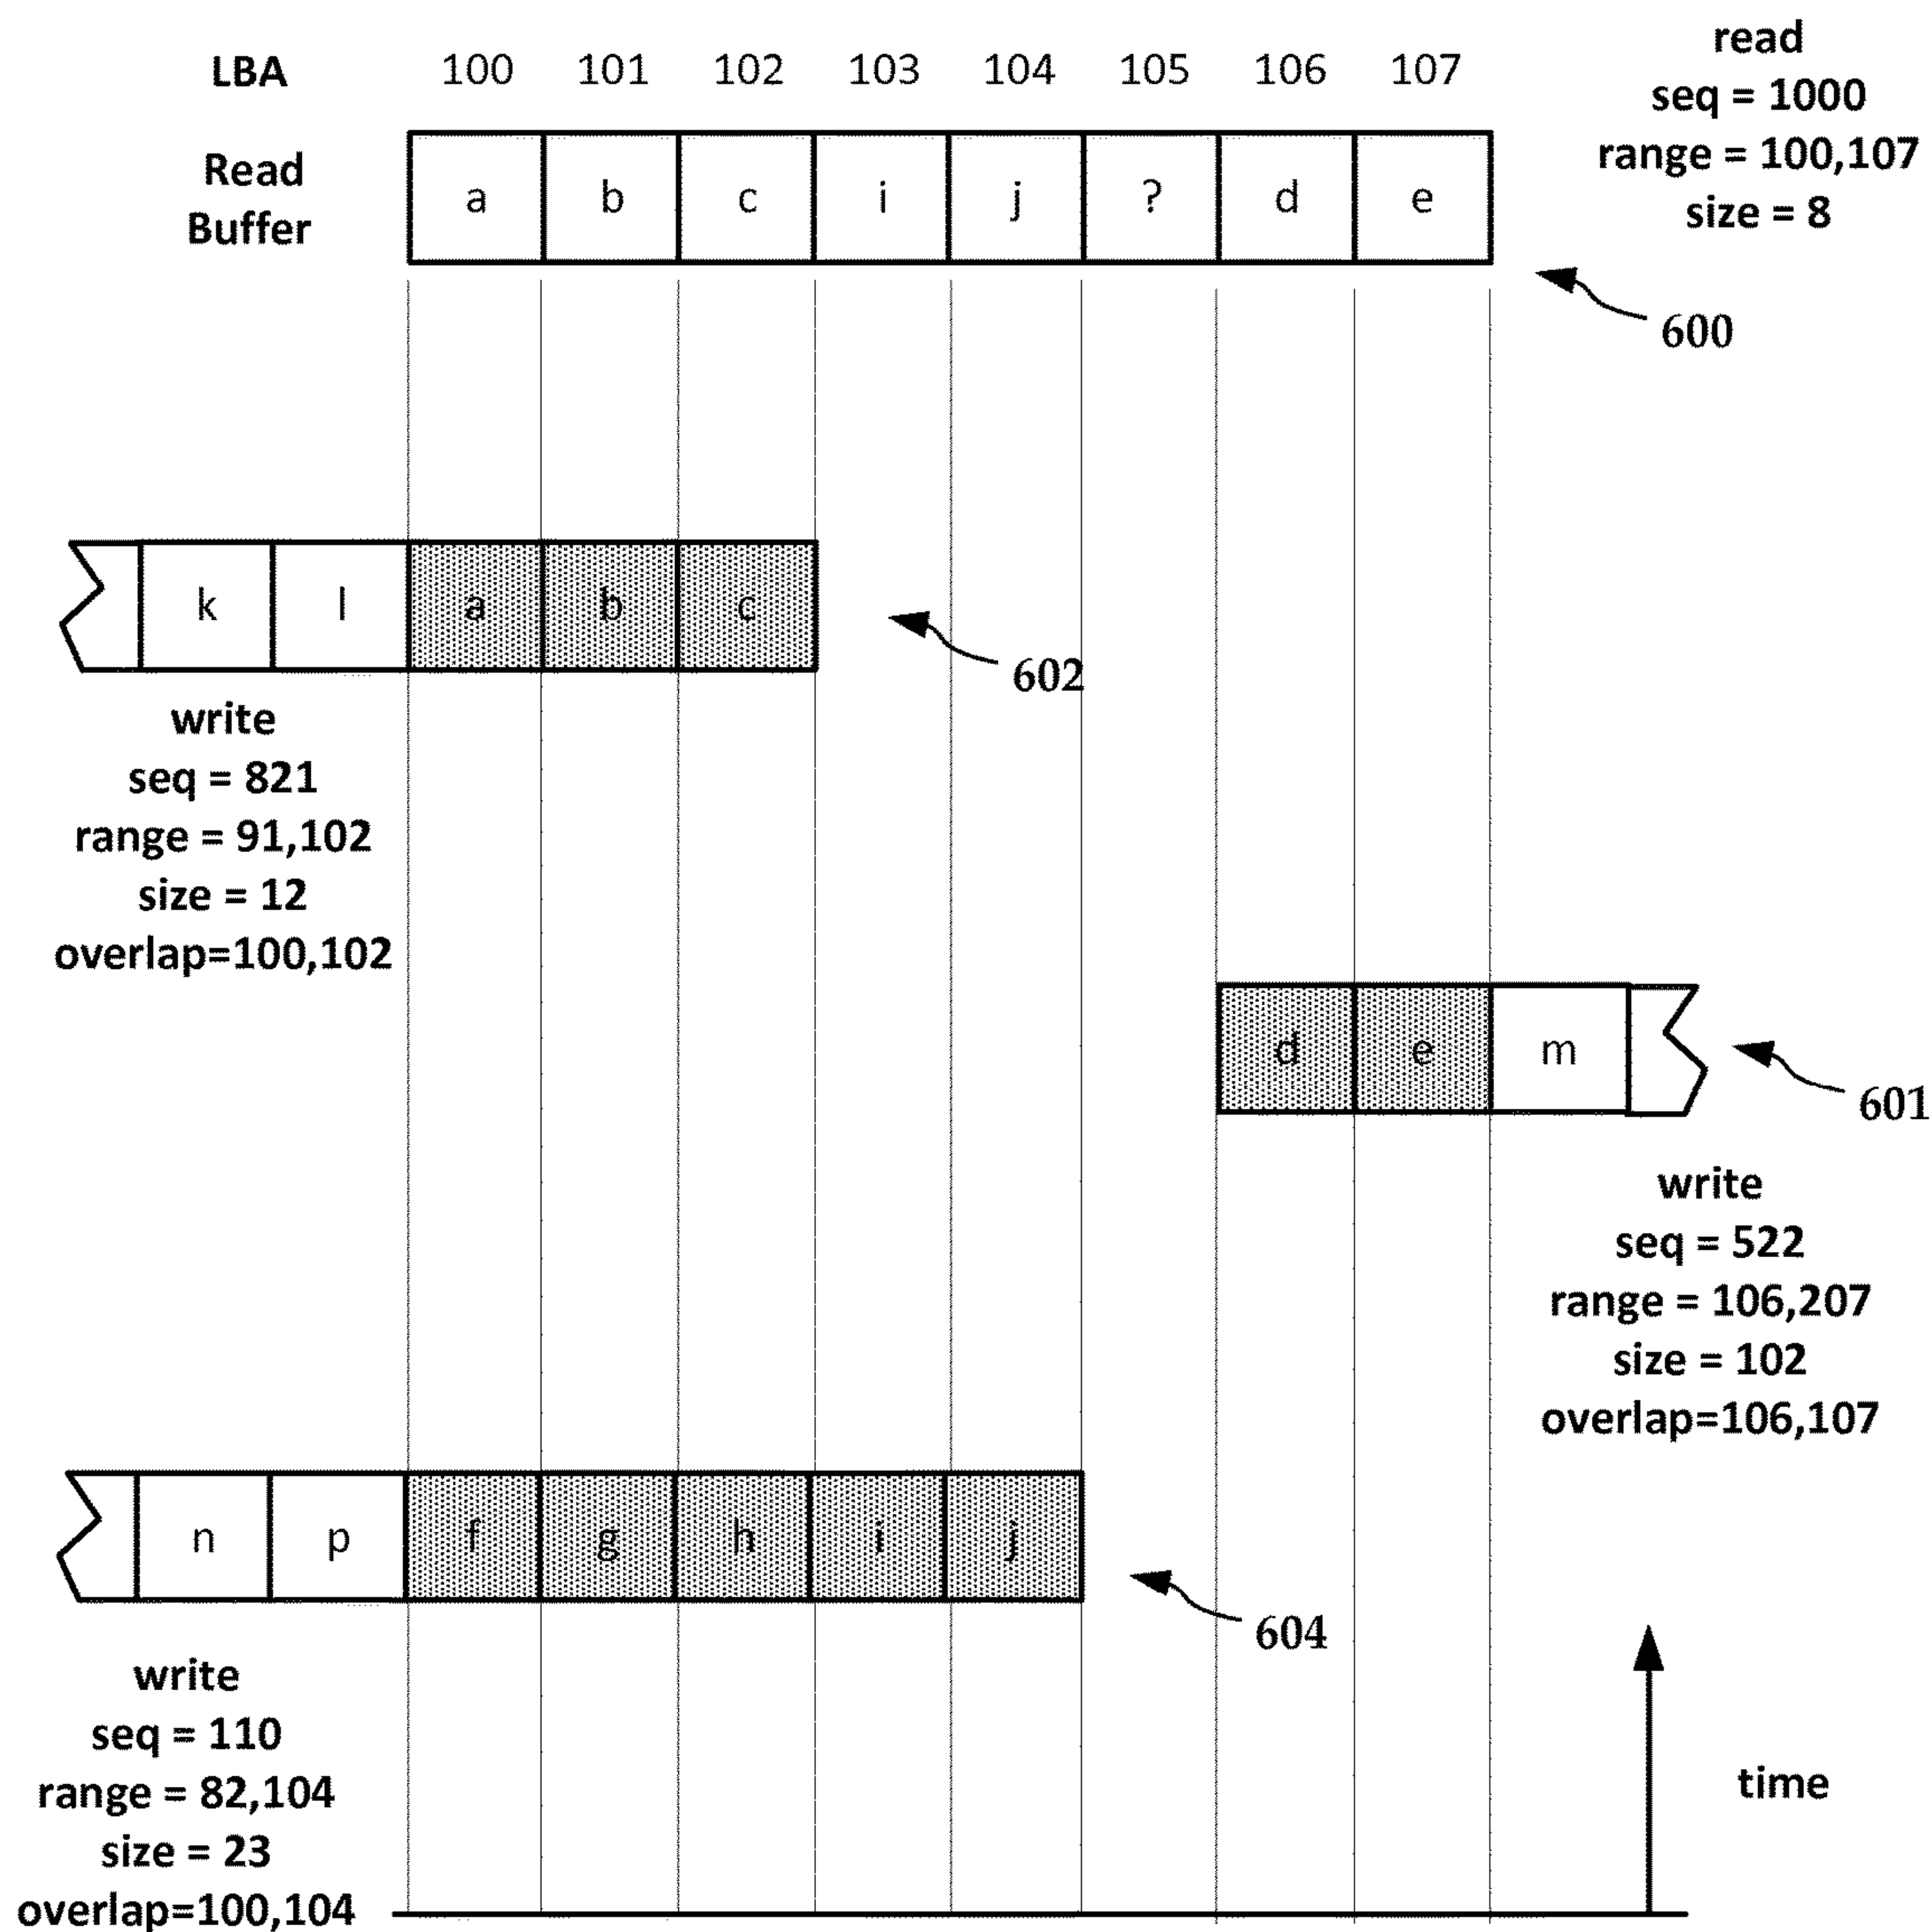 LBA 100 101 102 103 104 105 106 107
read
seq = 1000
range = 100,107
size = 8
Read
Buffer
a b c i j ? d e
600
k l a b c
602
write
seq = 821
range = 91,102
size = 12
overlap=100,102
d e m
601
write
seq = 522
range = 106,207
size = 102
overlap=106,107
n p f g h i j
604
write
seq = 110
range = 82,104
size = 23
overlap=100,104
time